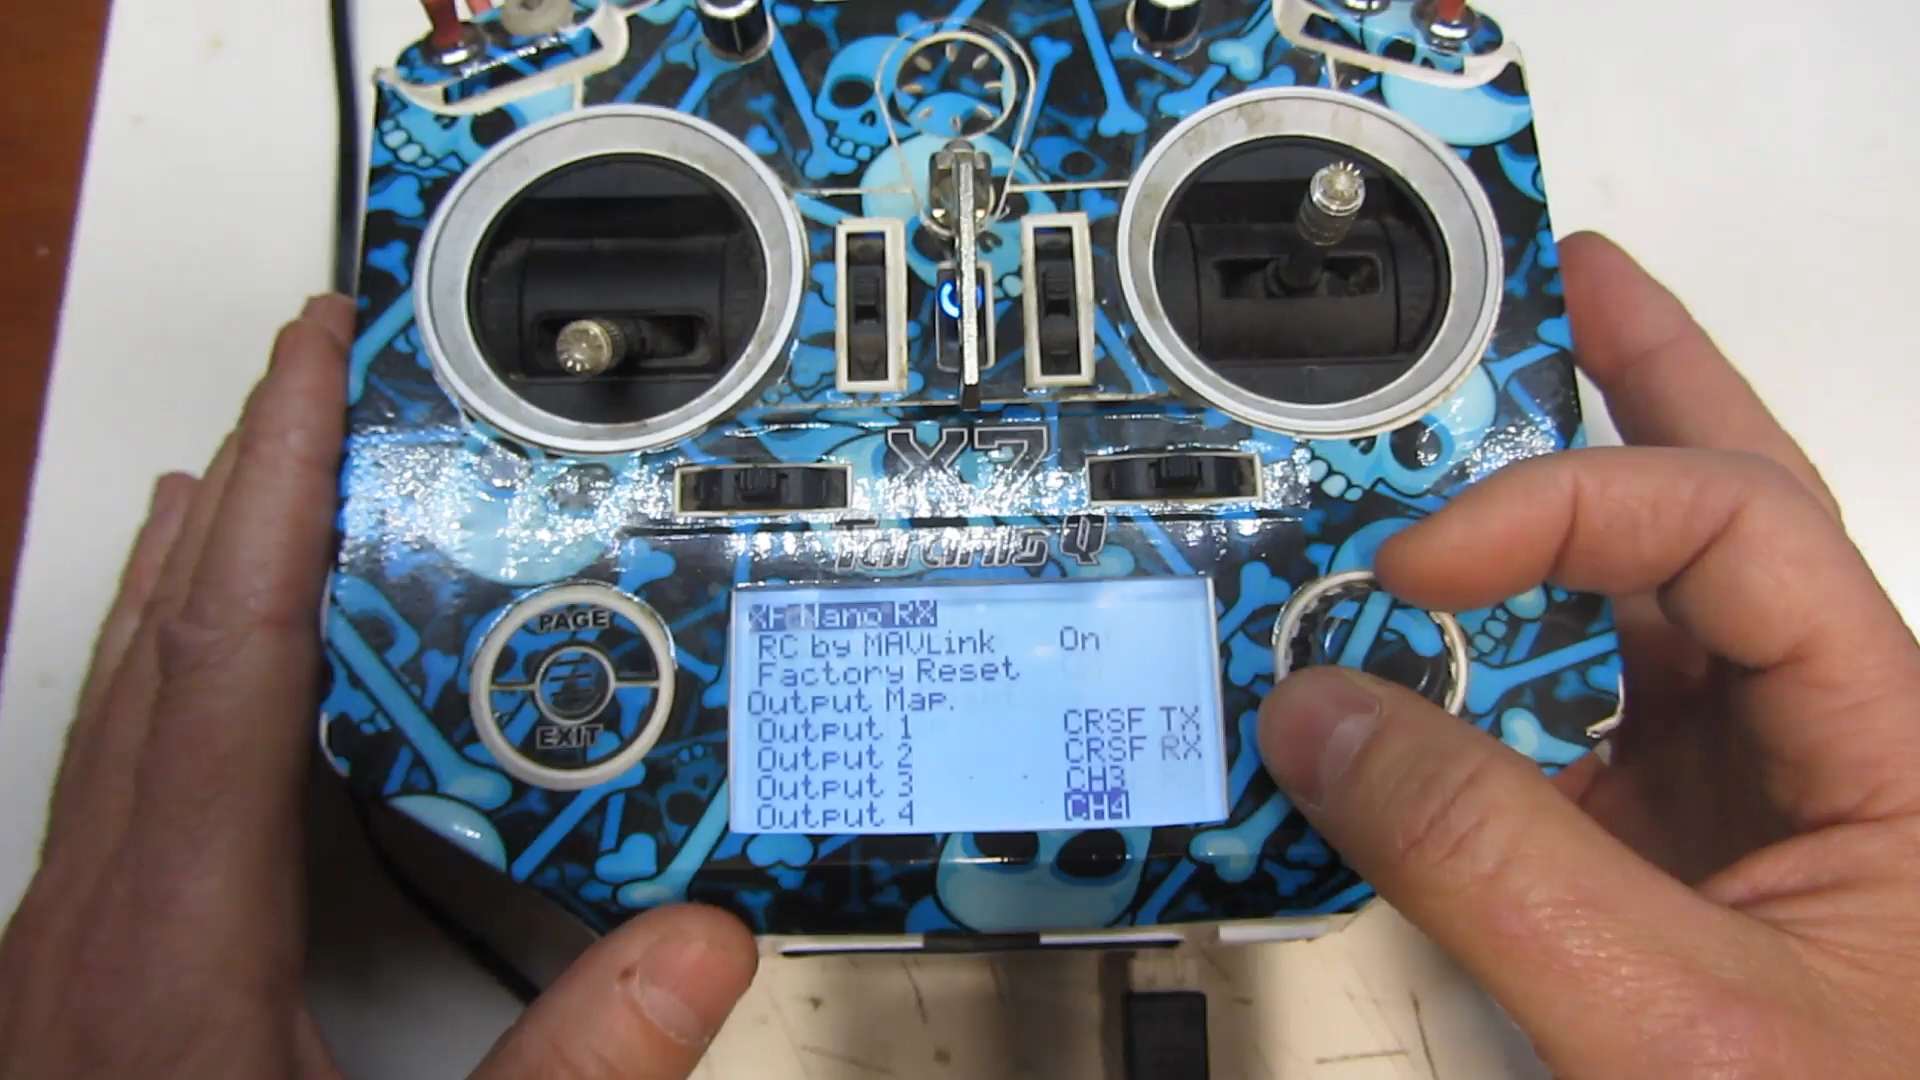 X7
Taranis Q
PAGE
EXIT
XF Nano RX
RC by MAVLink On
Factory Reset
Output Map.
Output 1 CRSF TX
Output 2 CRSF RX
Output 3 CH3
Output 4 CH4